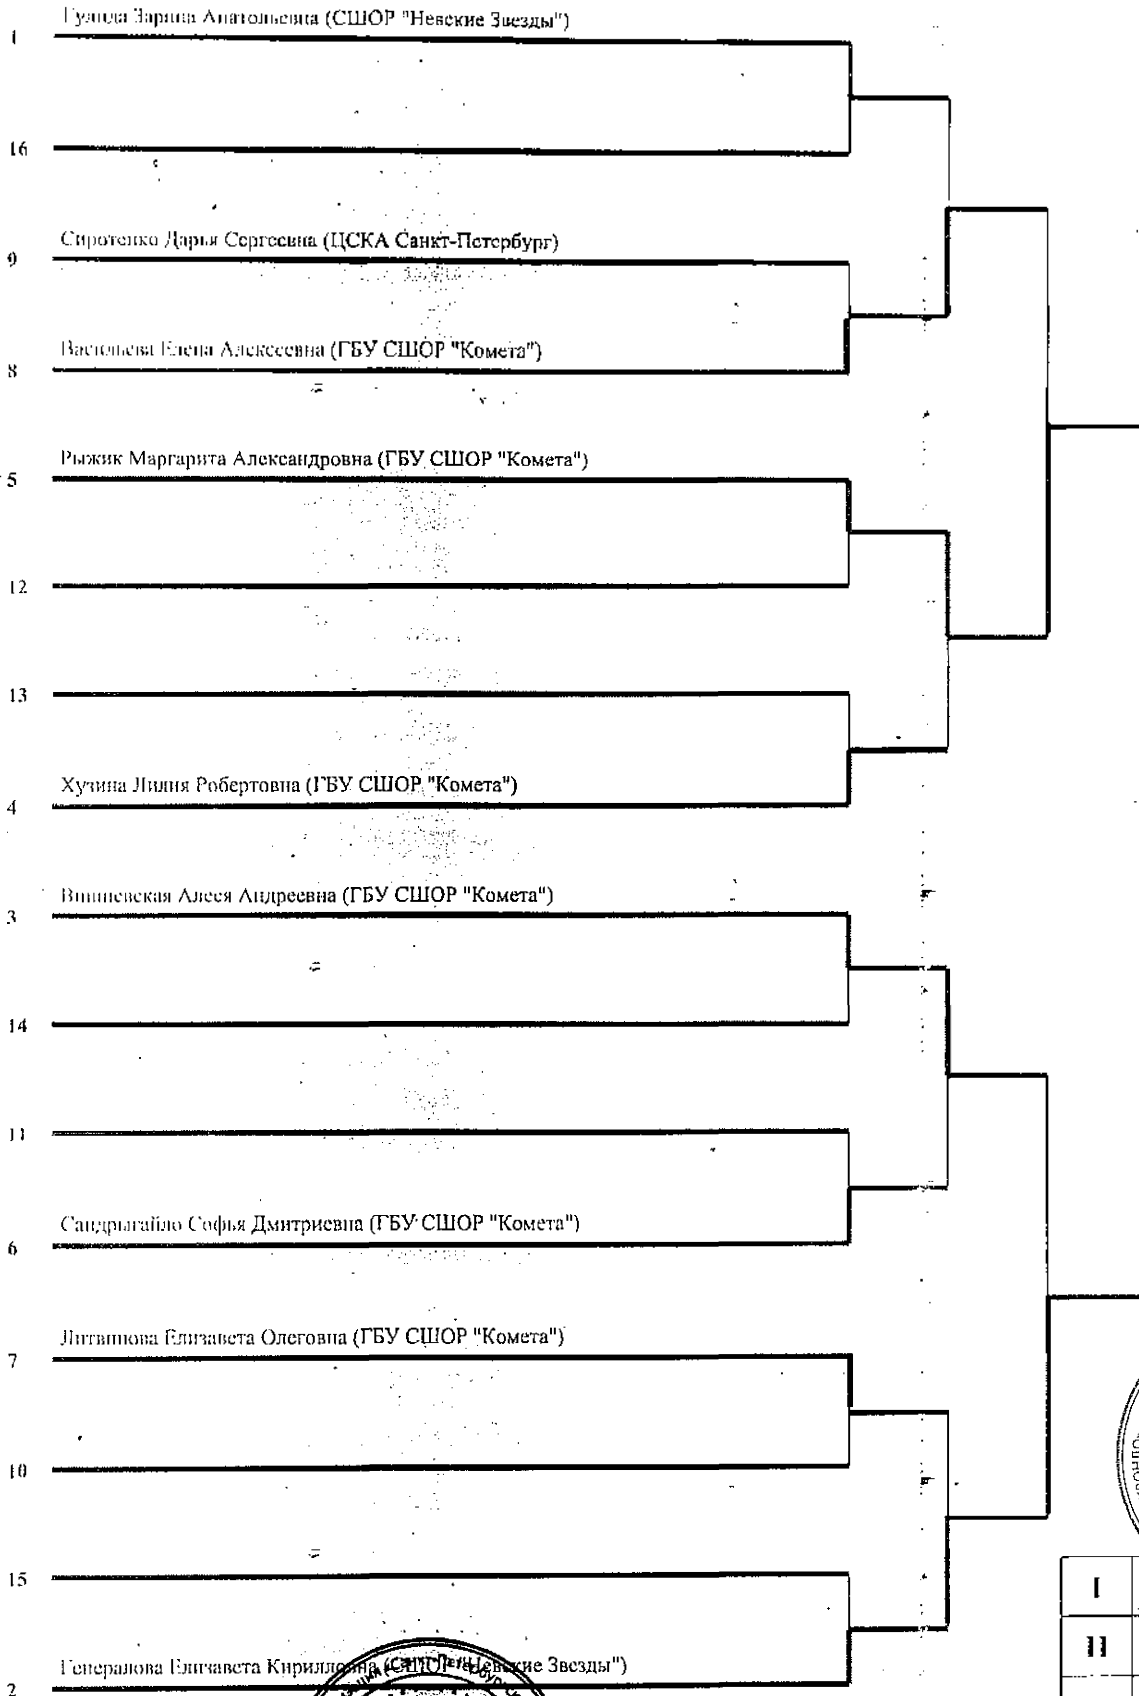 Гулида Зарина Анатольевна (СШОР "Невские Звезды")
1
16
Сиротенко Дарья Сергеевна (ЦСКА Санкт-Петербург)
9
Васильева Елена Алексеевна (ГБУ СШОР "Комета")
8
Рыжик Маргарита Александровна (ГБУ СШОР "Комета")
5
12
13
Хузина Лилия Робертовна (ГБУ СШОР "Комета")
4
Вишневская Алеся Андреевна (ГБУ СШОР "Комета")
3
14
11
Сандрыгайло Софья Дмитриевна (ГБУ СШОР "Комета")
6
Литвинова Елизавета Олеговна (ГБУ СШОР "Комета")
7
10
15
I
II
Генералова Елизавета Кирилловна (СШОР "Невские Звезды")
2